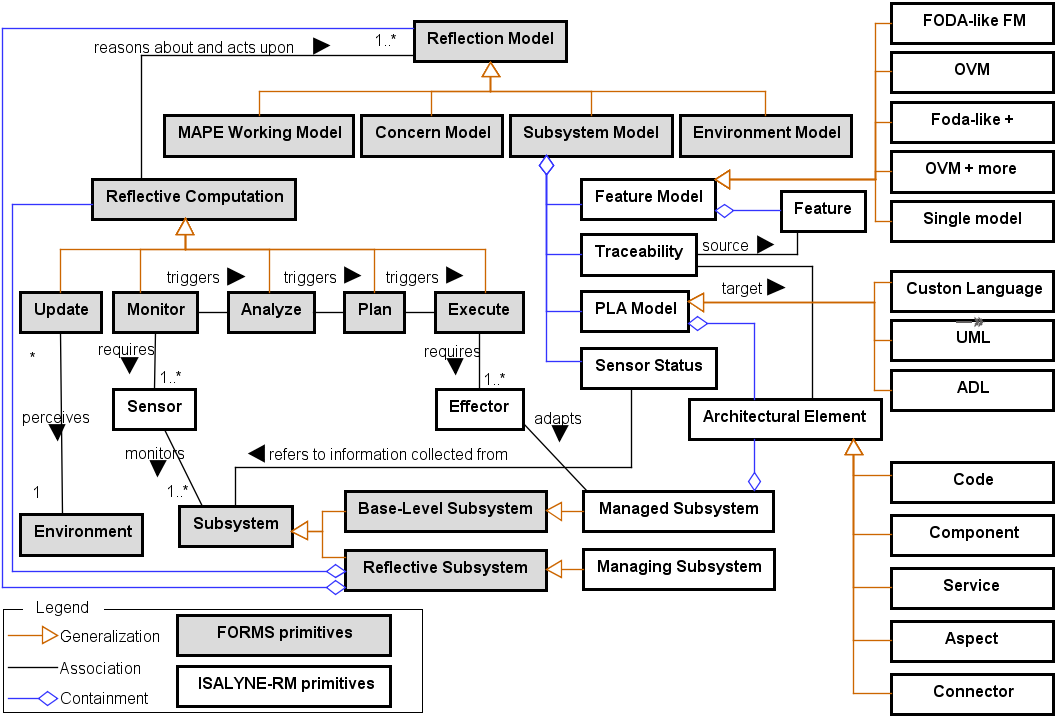 FODA-like FM
Reflection Model
1..*
reasons about and acts upon
OVM
Foda-like +
MAPE Working Model
Concern Model
Subsystem Model
Environment Model
OVM + more
Reflective Computation
Feature Model
Feature
Single model
Traceability
source
triggers
triggers
triggers
target
Custon Language
Update
Monitor
Analyze
Plan
Execute
PLA Model
UML
*
requires
requires
Sensor Status
1..*
1..*
ADL
Sensor
Effector
Architectural Element
perceives
adapts
monitors
refers to information collected from
Code
1
1..*
Base-Level Subsystem
Managed Subsystem
Environment
Subsystem
Component
Reflective Subsystem
Managing Subsystem
Service
Legend
Generalization
FORMS primitives
Aspect
Association
Containment
ISALYNE-RM primitives
Connector